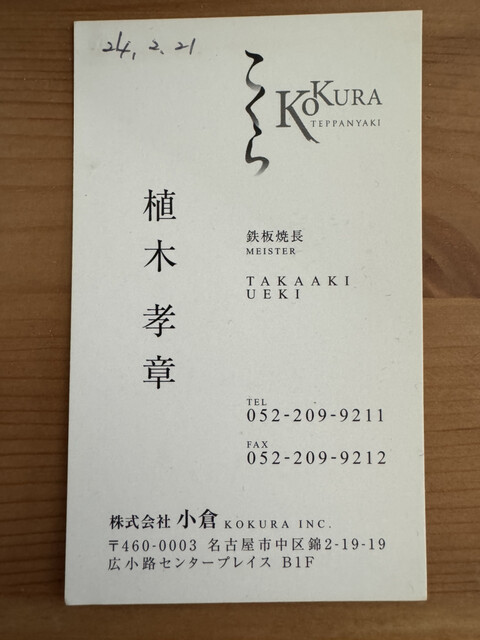 24, 2. 21
こくら
KOKURA
TEPPANYAKI
植木孝章
鉄板焼長
MEISTER
TAKAAKI
UEKI
TEL
052-209-9211
FAX
052-209-9212
株式会社 小倉 KOKURA INC.
〒460-0003 名古屋市中区錦2-19-19
広小路センタープレイス B1F